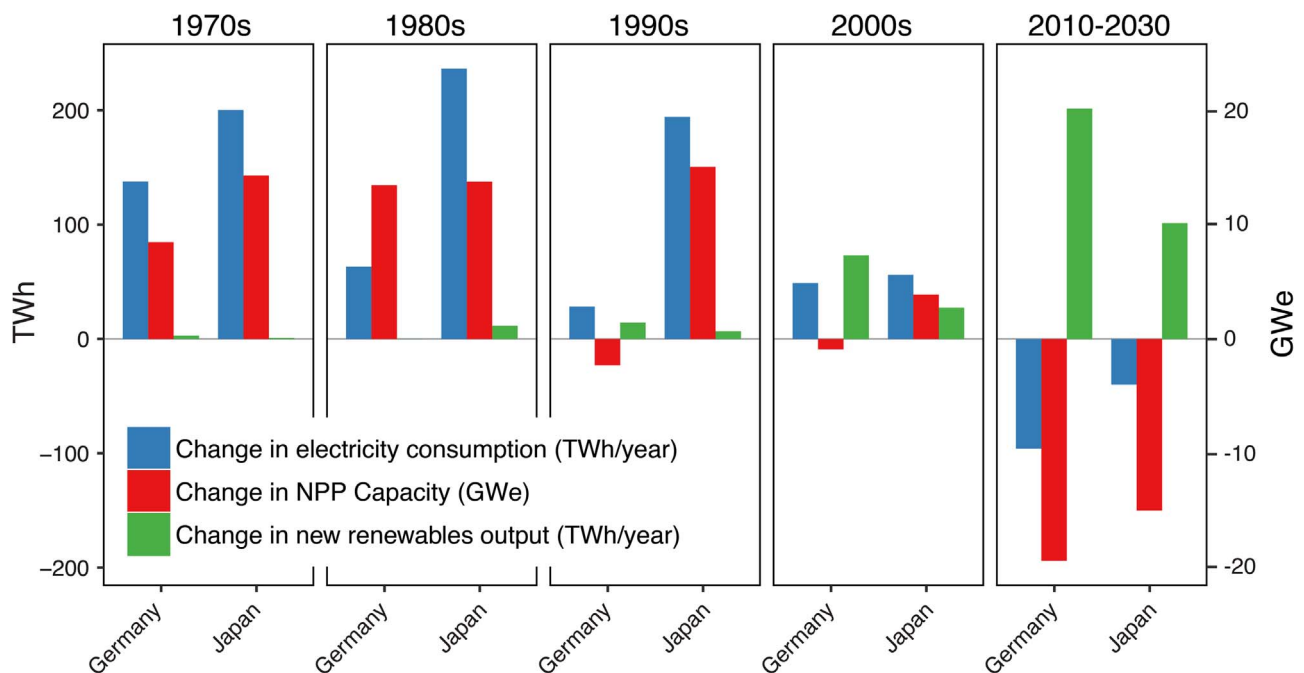 1970s 1980s 1990s 2000s 2010-2030
200
100
0
−100
−200
TWh
20
10
0
-10
-20
GWe
Change in electricity consumption (TWh/year)
Change in NPP Capacity (GWe)
Change in new renewables output (TWh/year)
Germany Japan Germany Japan Germany Japan Germany Japan Germany Japan